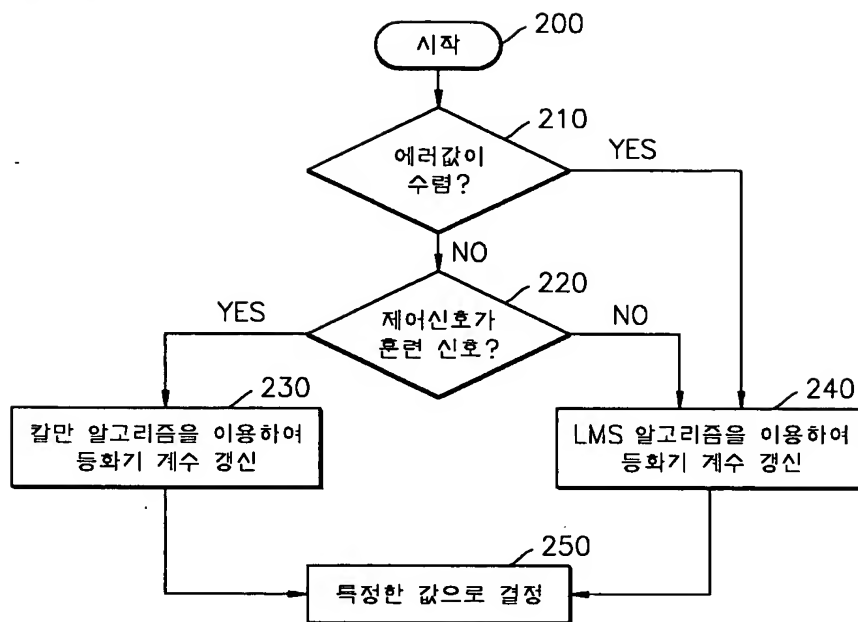 시작
200
에러값이
수렴?
210
YES
NO
제어신호가
훈련 신호?
220
YES
NO
칼만 알고리즘을 이용하여
등화기 계수 갱신
230
LMS 알고리즘을 이용하여
등화기 계수 갱신
240
특정한 값으로 결정
250